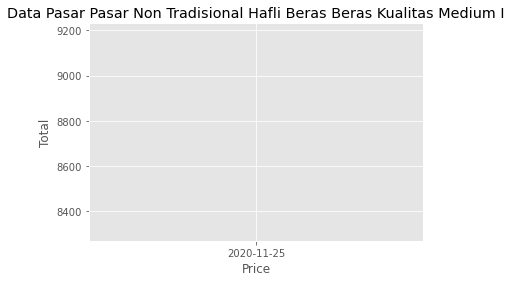 Data Pasar Pasar Non Tradisional Hafli Beras Beras Kualitas Medium I
9200
9000
8800
8600
8400
Total
2020-11-25
Price